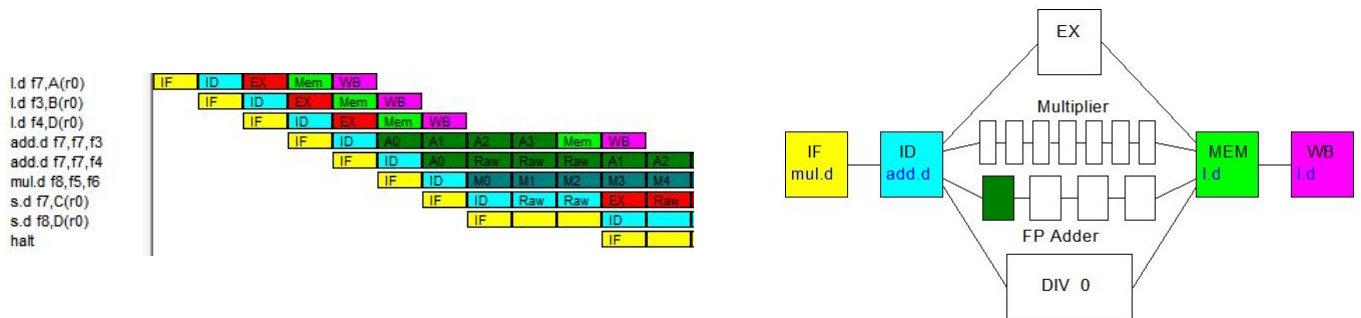 l.d f7,A(r0) IF ID EX Mem WB
l.d f3,B(r0) IF ID EX Mem WB
l.d f4,D(r0) IF ID EX Mem WB
add.d f7,f7,f3 IF ID A0 A1 A2 A3 Mem WB
add.d f7,f7,f4 IF ID A0 Raw Raw Raw A1 A2
mul.d f8,f5,f6 IF ID M0 M1 M2 M3 M4
s.d f7,C(r0) IF ID Raw Raw EX Raw
s.d f8,D(r0) IF ID
halt IF
EX
Multiplier
IF ID MEM WB
mul.d add.d l.d l.d
FP Adder
DIV 0